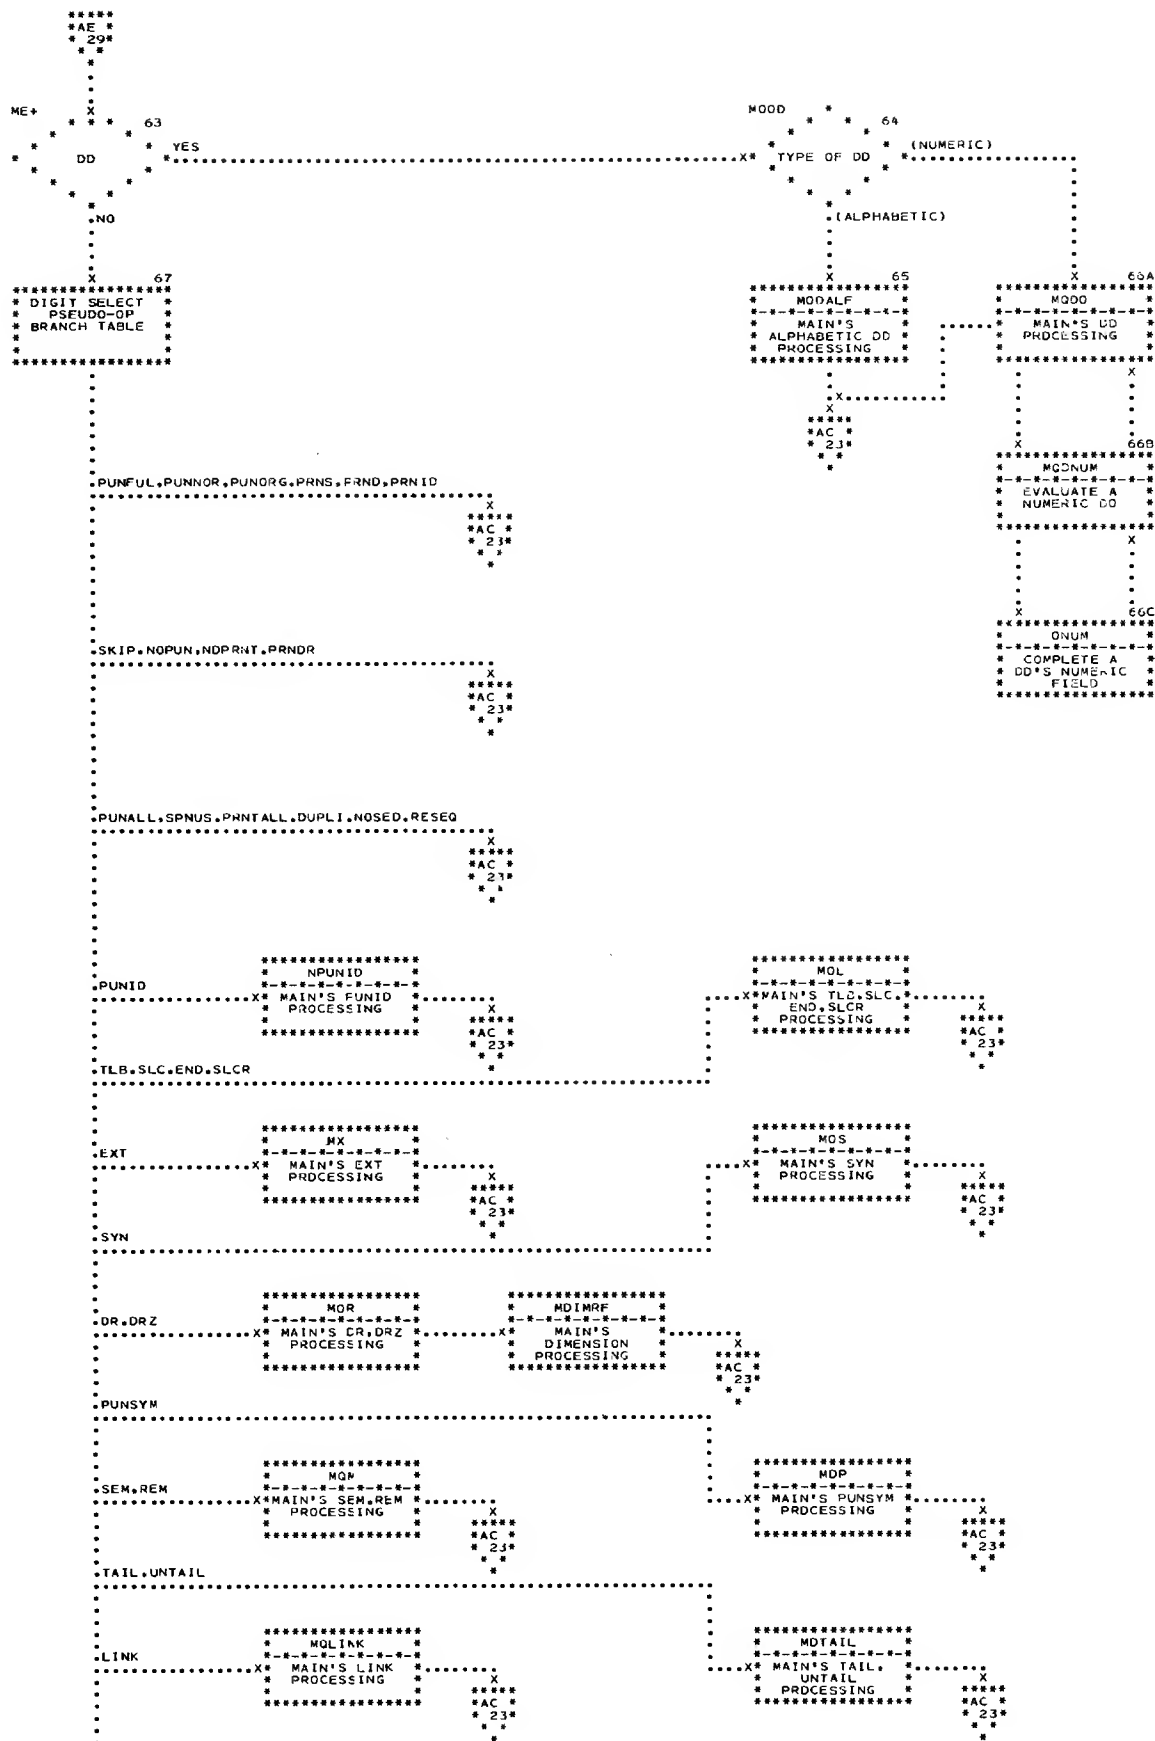 AE
29
ME+
63
DD
YES
NO
MOOD
64
TYPE OF DD
(NUMERIC)
(ALPHABETIC)
67
DIGIT SELECT
PSEUDO-OP
BRANCH TABLE
65
MODALF
MAIN'S
ALPHABETIC DD
PROCESSING
AC
23
66A
MODO
MAIN'S DD
PROCESSING
66B
MODNUM
EVALUATE A
NUMERIC DD
66C
ONUM
COMPLETE A
DD'S NUMERIC
FIELD
PUNFUL.PUNNOR.PUNORG.PRNS.PRND.PRNID
AC
23
SKIP.NOPUN.NDPRNT.PRNDR
AC
23
PUNALL.SPNUS.PRNTALL.DUPLI.NOSED.RESEQ
AC
23
PUNID
NPUNID
MAIN'S PUNID
PROCESSING
AC
23
TLB.SLC.END.SLCR
MOL
MAIN'S TLB.SLC.
END.SLCR
PROCESSING
AC
23
EXT
MX
MAIN'S EXT
PROCESSING
AC
23
SYN
MOS
MAIN'S SYN
PROCESSING
AC
23
DR.DRZ
MOR
MAIN'S DR.DRZ
PROCESSING
MDIMRF
MAIN'S
DIMENSION
PROCESSING
AC
23
PUNSYM
MDP
MAIN'S PUNSYM
PROCESSING
AC
23
SEM.REM
MQM
MAIN'S SEM.REM
PROCESSING
AC
23
TAIL.UNTAIL
MDTAIL
MAIN'S TAIL.
UNTAIL
PROCESSING
AC
23
LINK
MQLINK
MAIN'S LINK
PROCESSING
AC
23